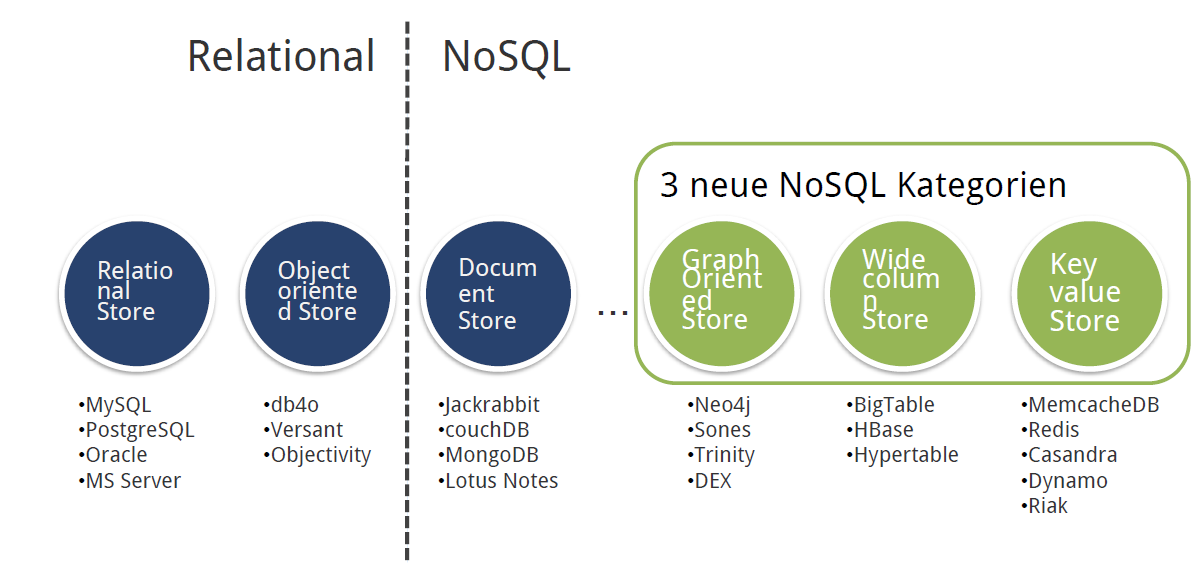 Relational
NoSQL
3 neue NoSQL Kategorien
Relatio
nal
Store
Object
oriente
d Store
Docum
ent
Store
...
Graph
Orient
ed
Store
Wide
colum
n
Store
Key
value
Store
•MySQL
•PostgreSQL
•Oracle
•MS Server
•db4o
•Versant
•Objectivity
•Jackrabbit
•couchDB
•MongoDB
•Lotus Notes
•Neo4j
•Sones
•Trinity
•DEX
•BigTable
•HBase
•Hypertable
•MemcacheDB
•Redis
•Casandra
•Dynamo
•Riak